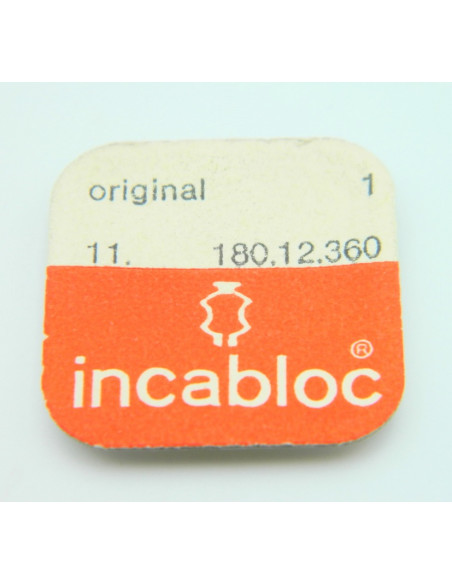 original 1
11. 180.12.360
incabloc ®